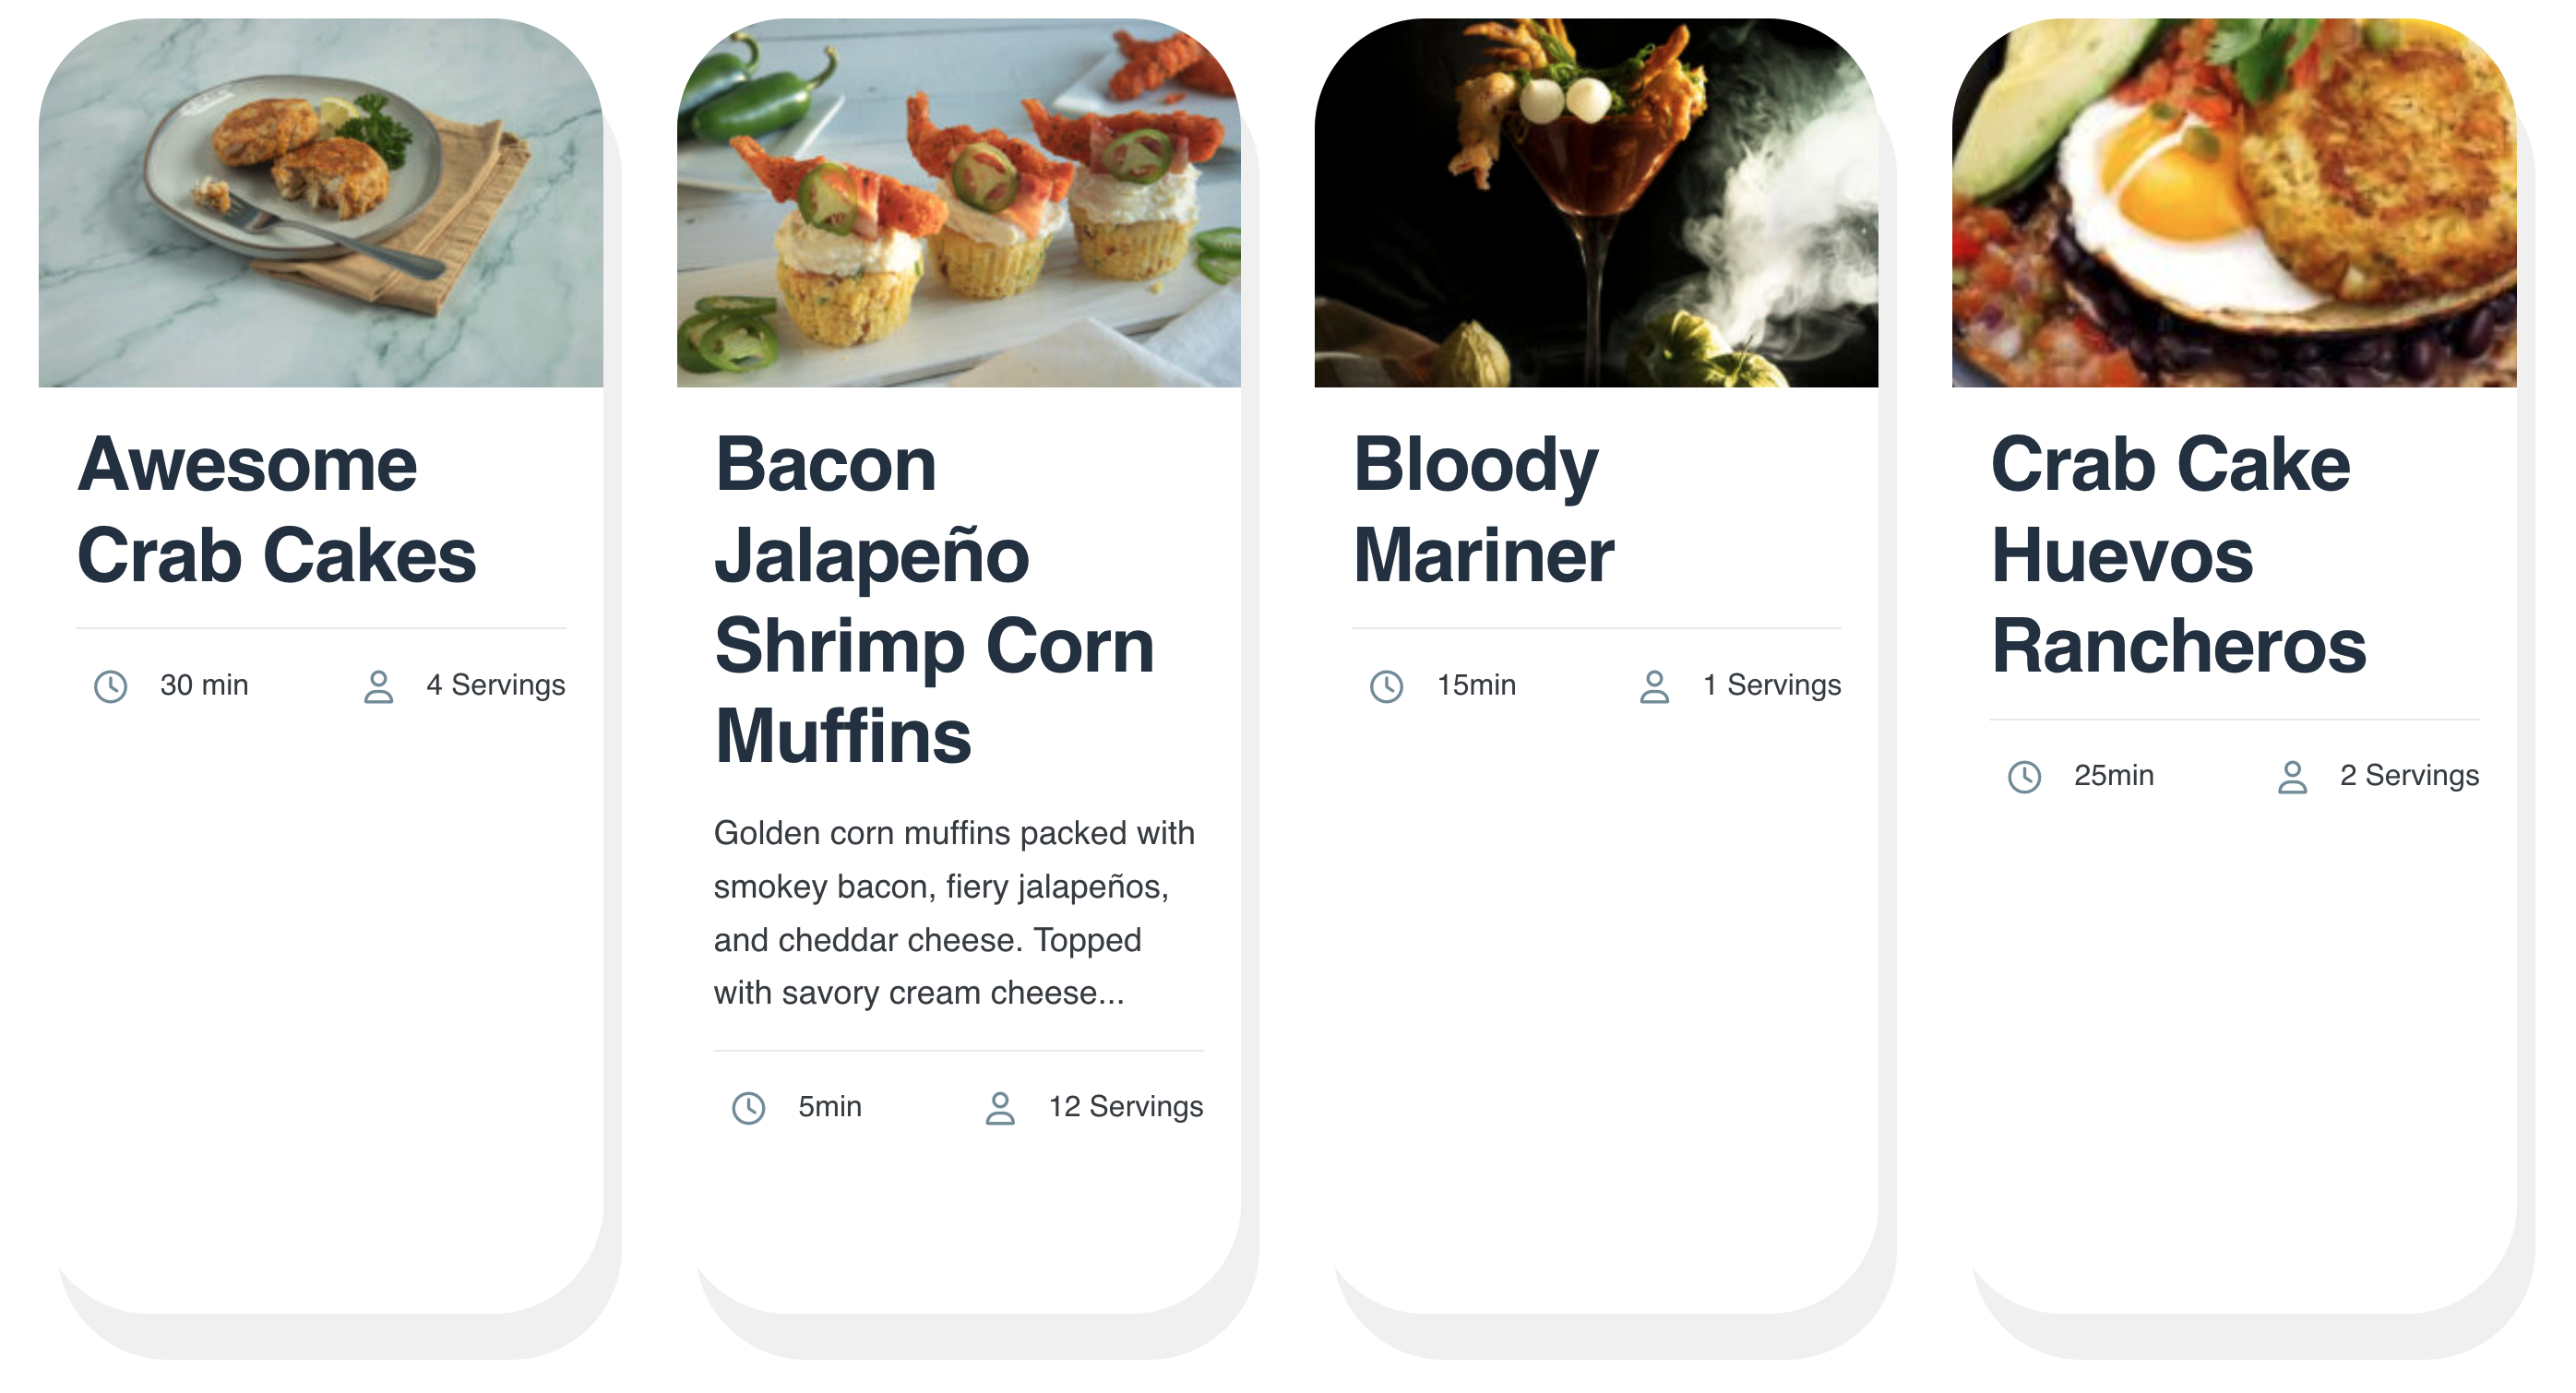 Awesome
Crab Cakes
30 min
4 Servings
Bacon
Jalapeño
Shrimp Corn
Muffins
Golden corn muffins packed with
smokey bacon, fiery jalapeños,
and cheddar cheese. Topped
with savory cream cheese...
5min
12 Servings
Bloody
Mariner
15min
1 Servings
Crab Cake
Huevos
Rancheros
25min
2 Servings